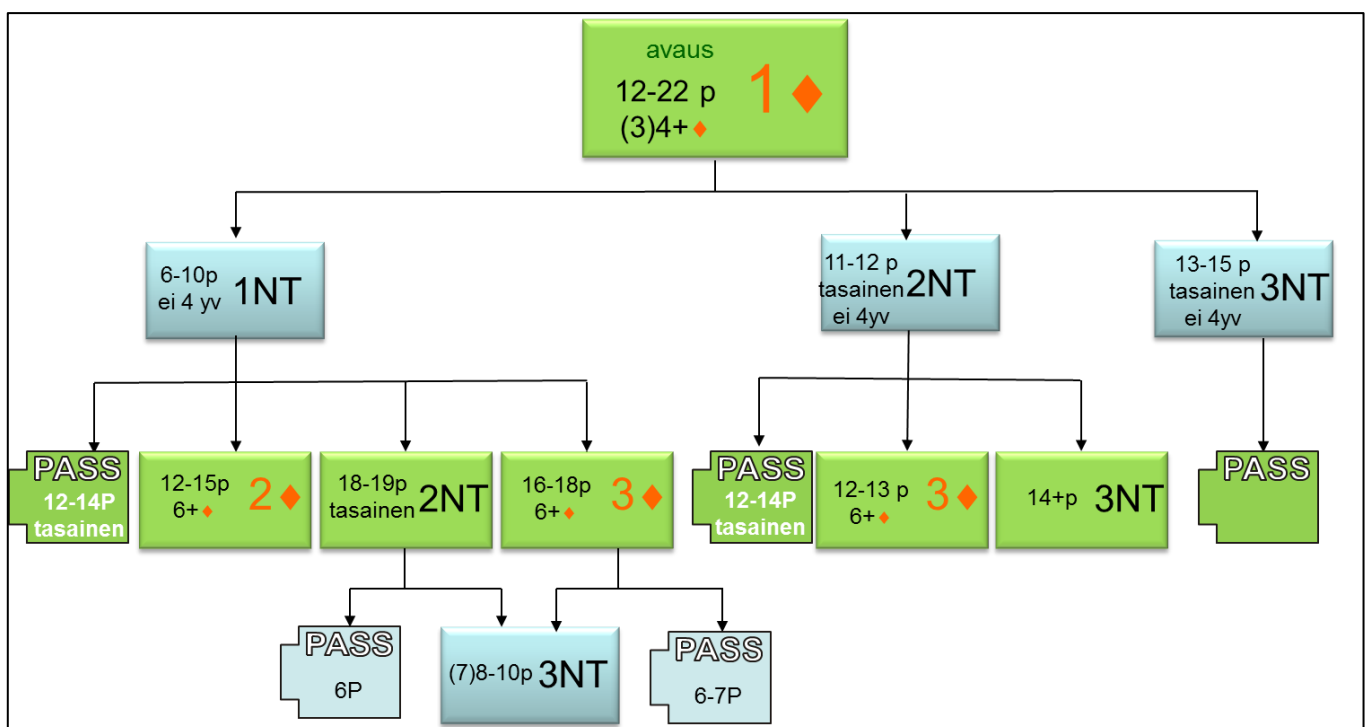 avaus
12-22 p
(3)4+♦
1♦
6-10p
ei 4 yv
1NT
11-12 p
tasainen
ei 4yv
2NT
13-15 p
tasainen
ei 4yv
3NT
PASS
12-14P
tasainen
12-15p
6+♦
2♦
18-19p
tasainen
2NT
16-18p
6+♦
3♦
PASS
12-14P
tasainen
12-13 p
6+♦
3♦
14+p 3NT
PASS
PASS
6P
(7)8-10p 3NT
PASS
6-7P